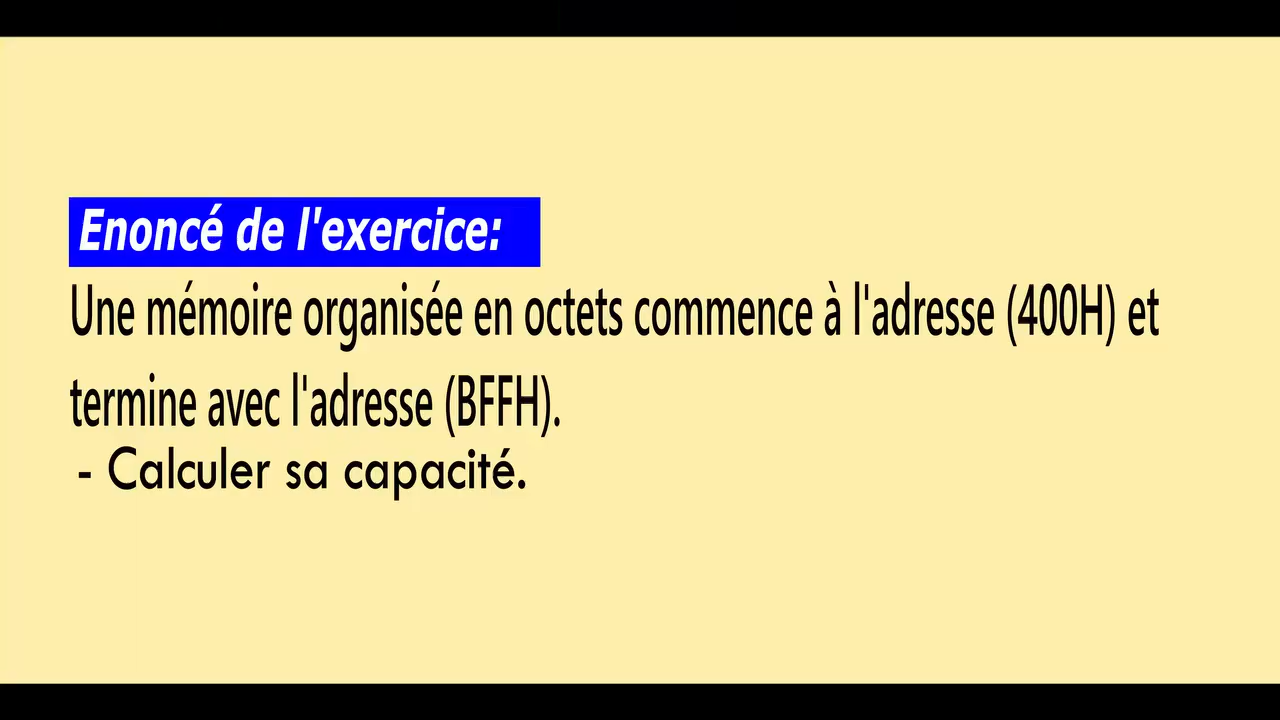 Enoncé de l'exercice:
Une mémoire organisée en octets commence à l'adresse (400H) et
termine avec l'adresse (BFFH).
- Calculer sa capacité.